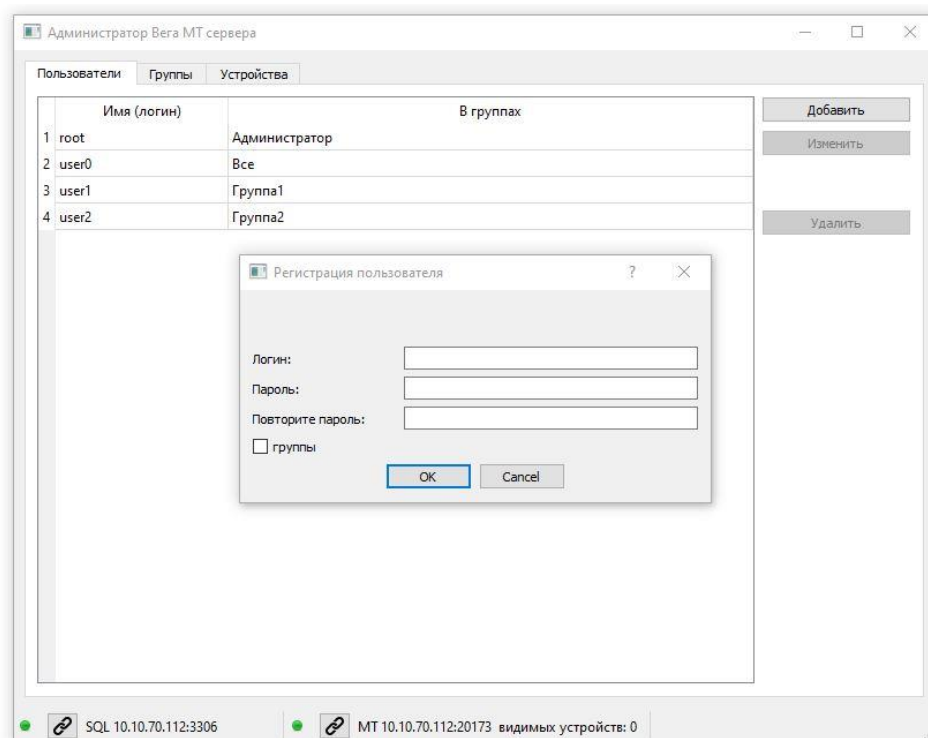 Администратор Вега МТ сервера
Пользователи Группы Устройства
Имя (логин) В группах
1 root Администратор
2 user0 Все
3 user1 Группа1
4 user2 Группа2
Добавить
Изменить
Удалить
Регистрация пользователя ?
Логин:
Пароль:
Повторите пароль:
группы
OK Cancel
SQL 10.10.70.112:3306 МТ 10.10.70.112:20173 видимых устройств: 0